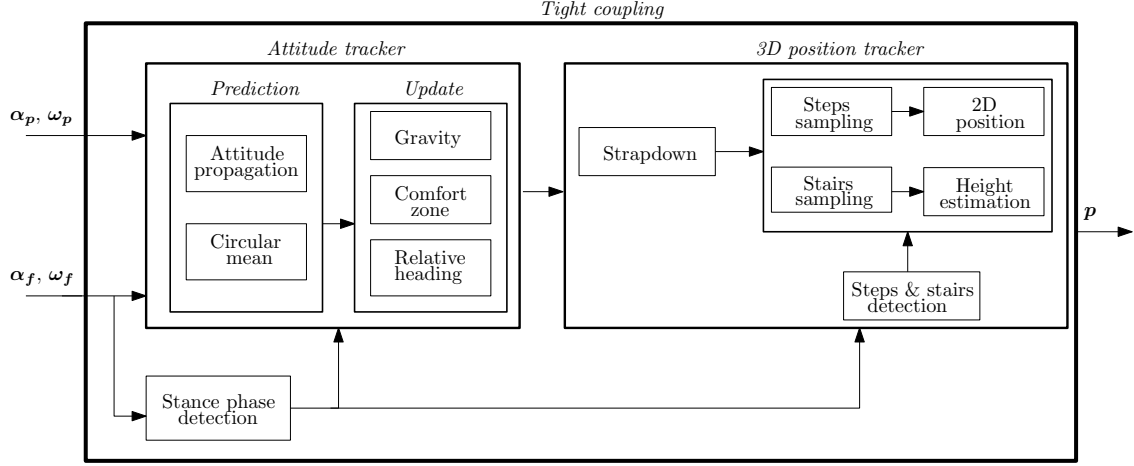 Tight coupling
Attitude tracker
3D position tracker
Prediction
Update
α_p, ω_p
Attitude
propagation
Circular
mean
Gravity
Comfort
zone
Relative
heading
Strapdown
Steps
sampling
2D
position
Stairs
sampling
Height
estimation
p
α_f, ω_f
Steps & stairs
detection
Stance phase
detection